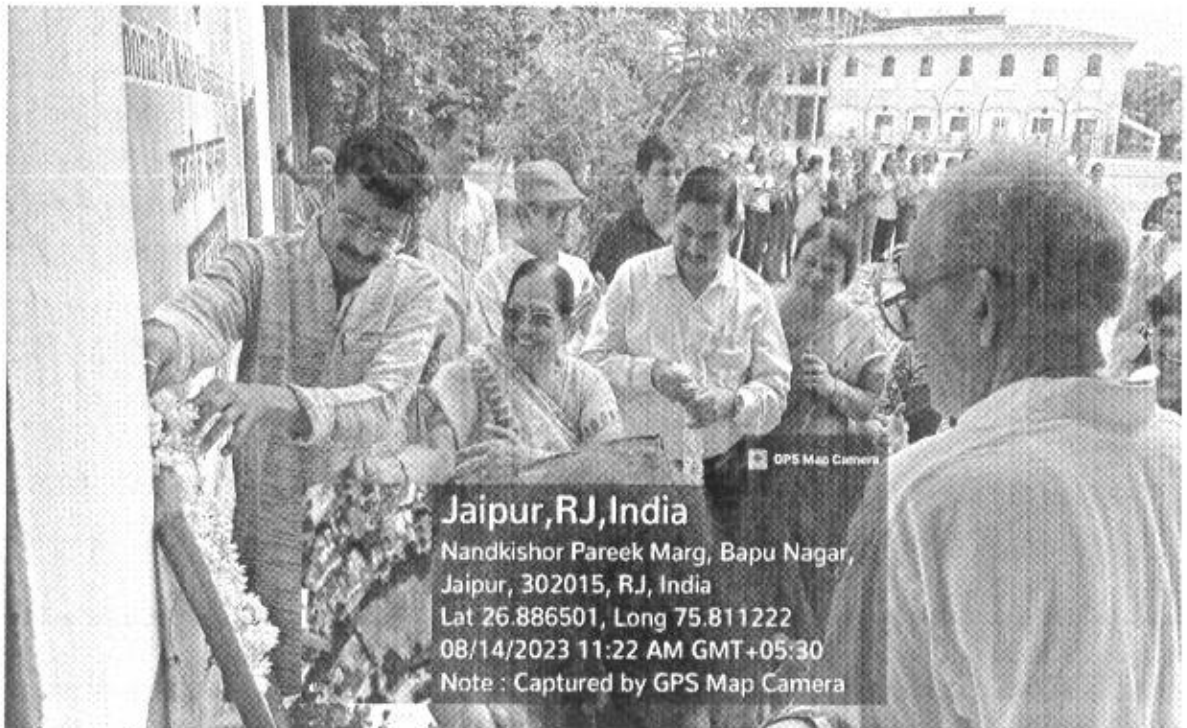 GPS Map Camera
Jaipur,RJ,India
Nandkishor Pareek Marg, Bapu Nagar,
Jaipur, 302015, RJ, India
Lat 26.886501, Long 75.811222
08/14/2023 11:22 AM GMT+05:30
Note : Captured by GPS Map Camera